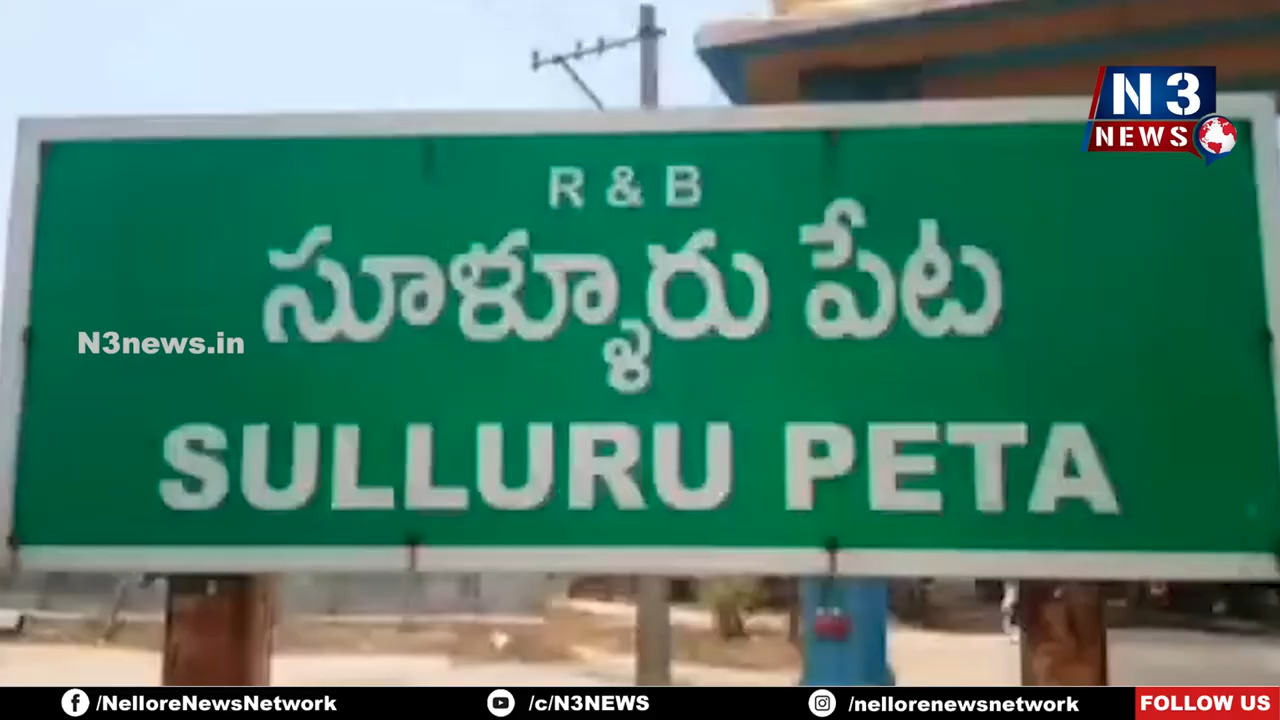 N3
NEWS
R & B
సూళ్ళూరు పేట
N3news.in
SULLURU PETA
/NelloreNewsNetwork
/c/N3NEWS
/nellorenewsnetwork
FOLLOW US